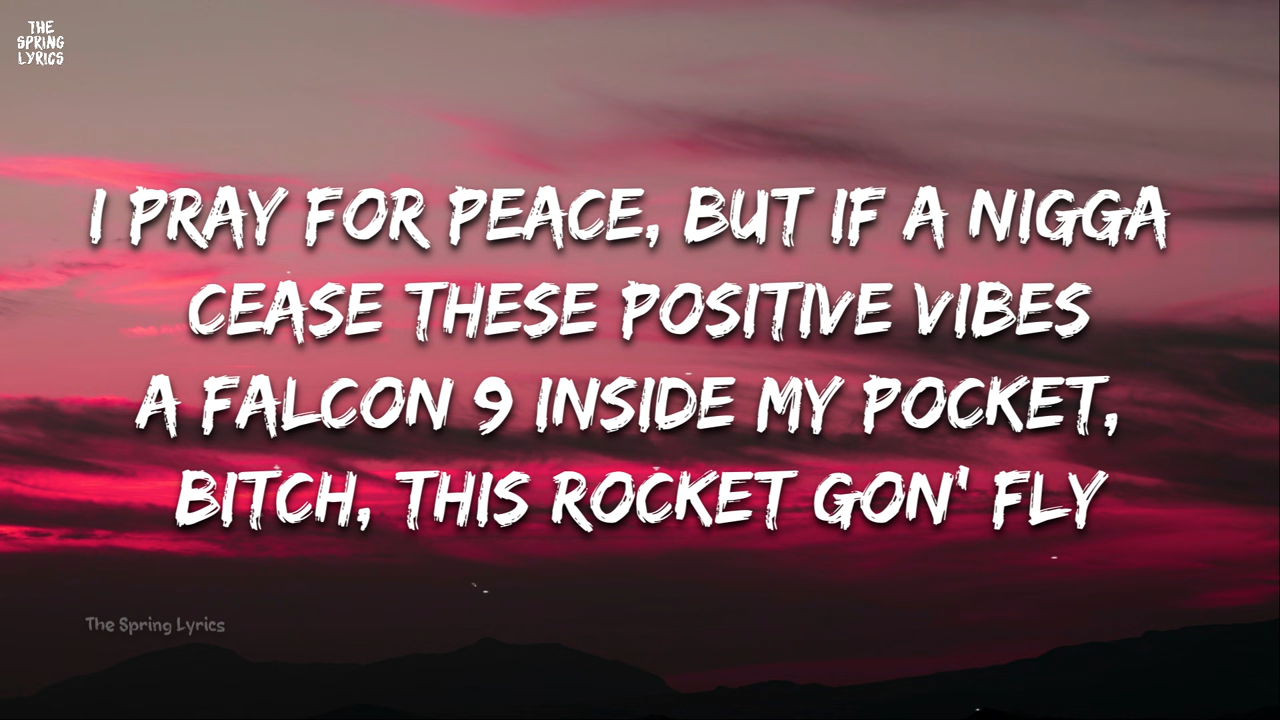 THE
SPRING
LYRICS
I PRAY FOR PEACE, BUT IF A NIGGA
CEASE THESE POSITIVE VIBES
A FALCON 9 INSIDE MY POCKET,
BITCH, THIS ROCKET GON' FLY
The Spring Lyrics